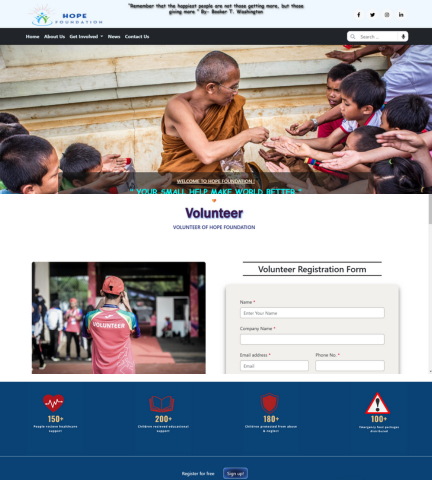 "Remember that the happiest people are not those getting more, but those
giving more." By- Booker T. Washington
HOPE
FOUNDATION
Home About Us Get Involved News Contact Us
Search ...
WELCOME TO HOPE FOUNDATION !
" YOUR SMALL HELP MAKE WORLD BETTER "
Volunteer
VOLUNTEER OF HOPE FOUNDATION
VOLUNTEER
Volunteer Registration Form
Name *
Enter Your Name
Company Name *
Email address * Phone No. *
Email
150+
People receive healthcare
support
200+
Children received educational
support
180+
Children protected from abuse
& neglect
100+
Emergency food packages
distributed
Register for free Sign up!